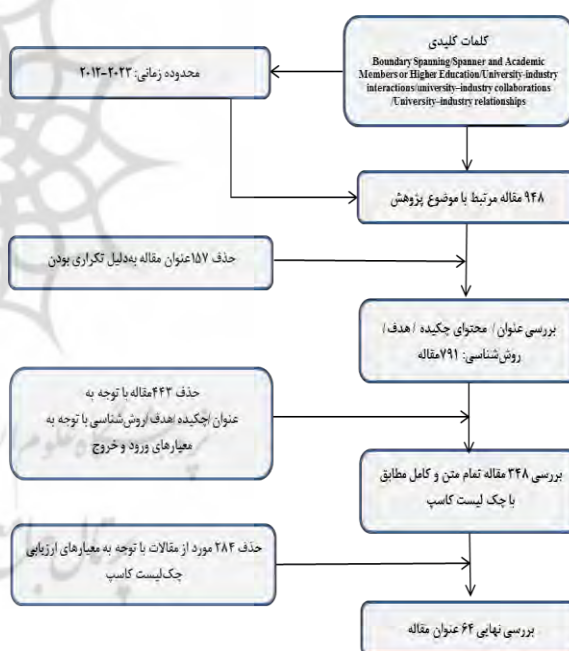 کلمات کلیدی
Boundary Spanning/Spanner and Academic
Members or Higher Education/University-industry
interactions/university–industry collaborations
/University–industry relationships
محدوده زمانی: ۲۰۲۳-۲۰۱۲
۹۴۸ مقاله مرتبط با موضوع پژوهش
حذف ۱۵۷عنوان مقاله به‌دلیل تکراری بودن
بررسی عنوان/ محتوای چکیده /هدف/
روش‌شناسی: ۷۹۱مقاله
حذف ۴۴۳مقاله با توجه به
عنوان/چکیده/هدف/روش‌شناسی با توجه به
معیارهای ورود و خروج
بررسی ۳۴۸ مقاله تمام متن و کامل مطابق
با چک لیست کاسپ
حذف ۲۸۴ مورد از مقالات با توجه به معیارهای ارزیابی
چک‌لیست کاسپ
بررسی نهایی ۶۴ عنوان مقاله